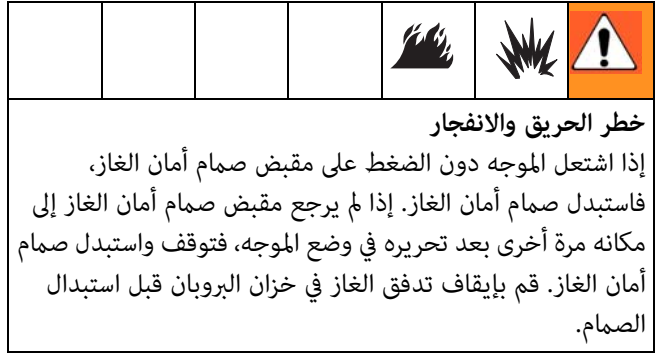 خطر الحريق والانفجار
إذا اشتعل الموجه دون الضغط على مقبض صمام أمان الغاز،
فاستبدل صمام أمان الغاز. إذا لم يرجع مقبض صمام أمان الغاز إلى
مكانه مرة أخرى بعد تحريره في وضع الموجه، فتوقف واستبدل صمام
أمان الغاز. قم بإيقاف تدفق الغاز في خزان البروبان قبل استبدال
الصمام.